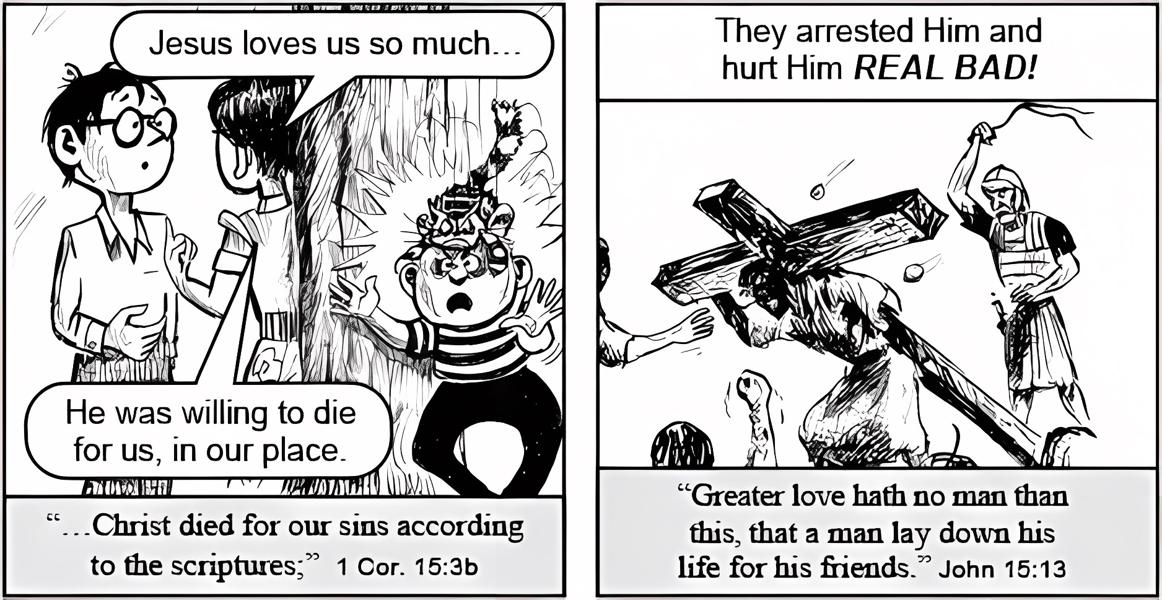 Jesus loves us so much...
He was willing to die
for us, in our place.
“...Christ died for our sins according
to the scriptures;” 1 Cor. 15:3b
They arrested Him and
hurt Him REAL BAD!
“Greater love hath no man than
this, that a man lay down his
life for his friends.” John 15:13